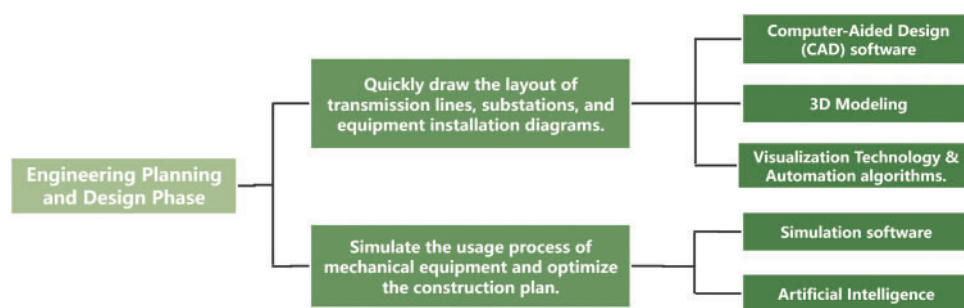 Engineering Planning
and Design Phase
Quickly draw the layout of
transmission lines, substations, and
equipment installation diagrams.
Computer-Aided Design
(CAD) software
3D Modeling
Visualization Technology &
Automation algorithms.
Simulate the usage process of
mechanical equipment and optimize
the construction plan.
Simulation software
Artificial Intelligence